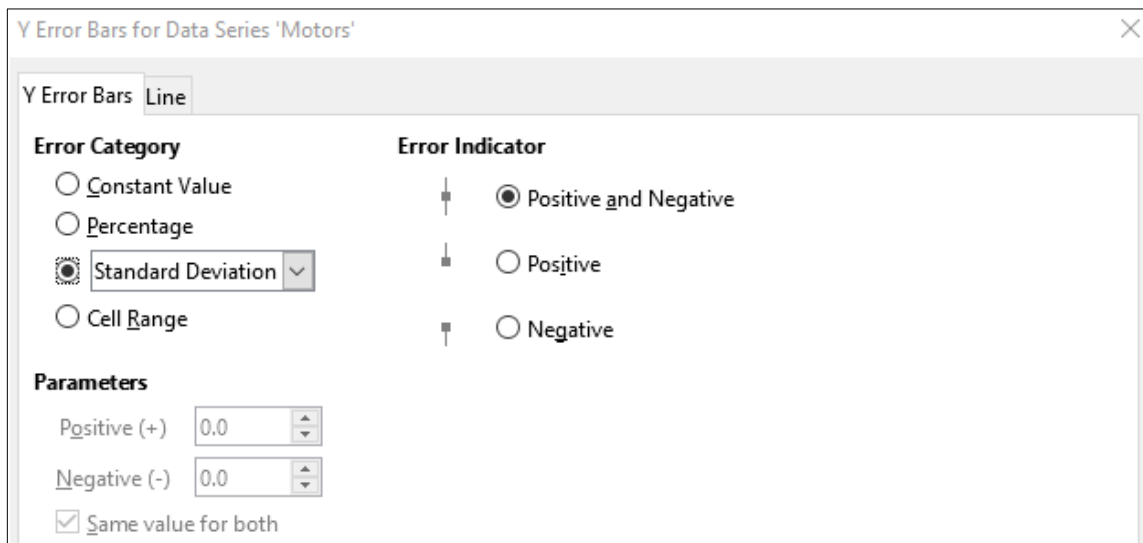 Y Error Bars for Data Series 'Motors'
Y Error Bars
Line
Error Category
Constant Value
Percentage
Standard Deviation
Cell Range
Error Indicator
Positive and Negative
Positive
Negative
Parameters
Positive (+) 0.0
Negative (-) 0.0
Same value for both